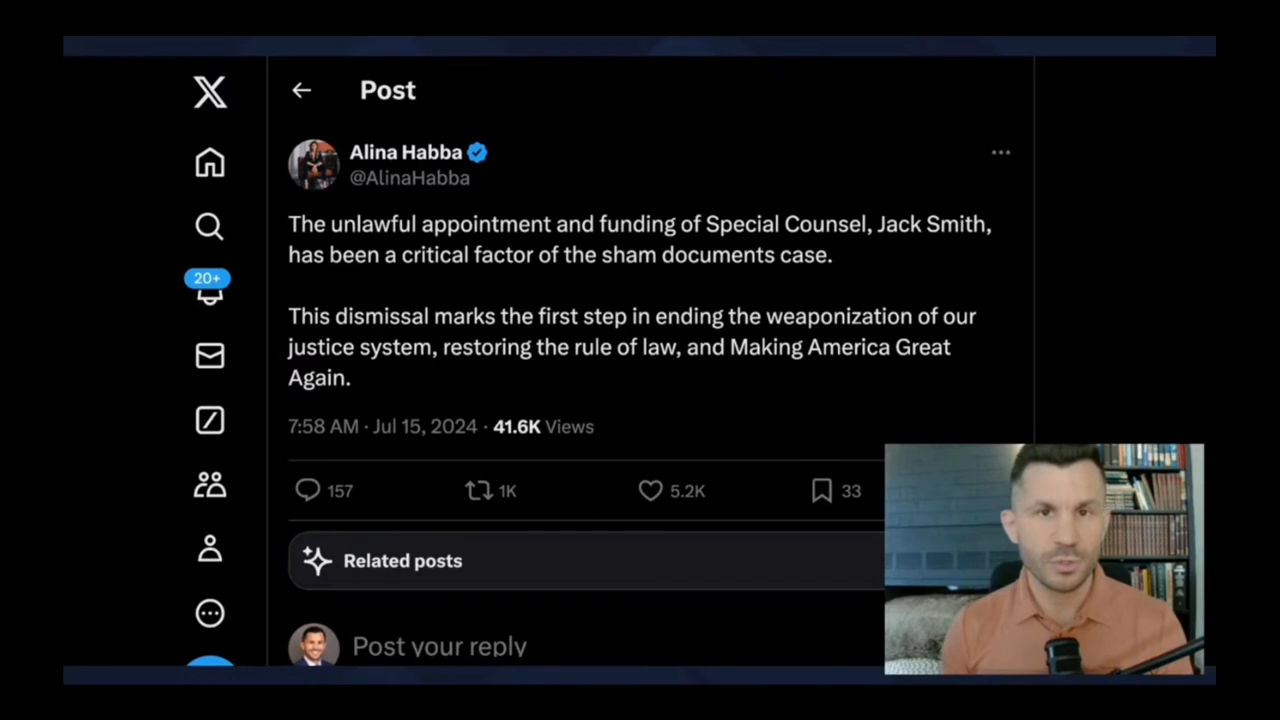 Post
Alina Habba
@AlinaHabba
The unlawful appointment and funding of Special Counsel, Jack Smith,
has been a critical factor of the sham documents case.
This dismissal marks the first step in ending the weaponization of our
justice system, restoring the rule of law, and Making America Great
Again.
7:58 AM · Jul 15, 2024 · 41.6K Views
157 1K 5.2K 33
20+
Related posts
Post your reply